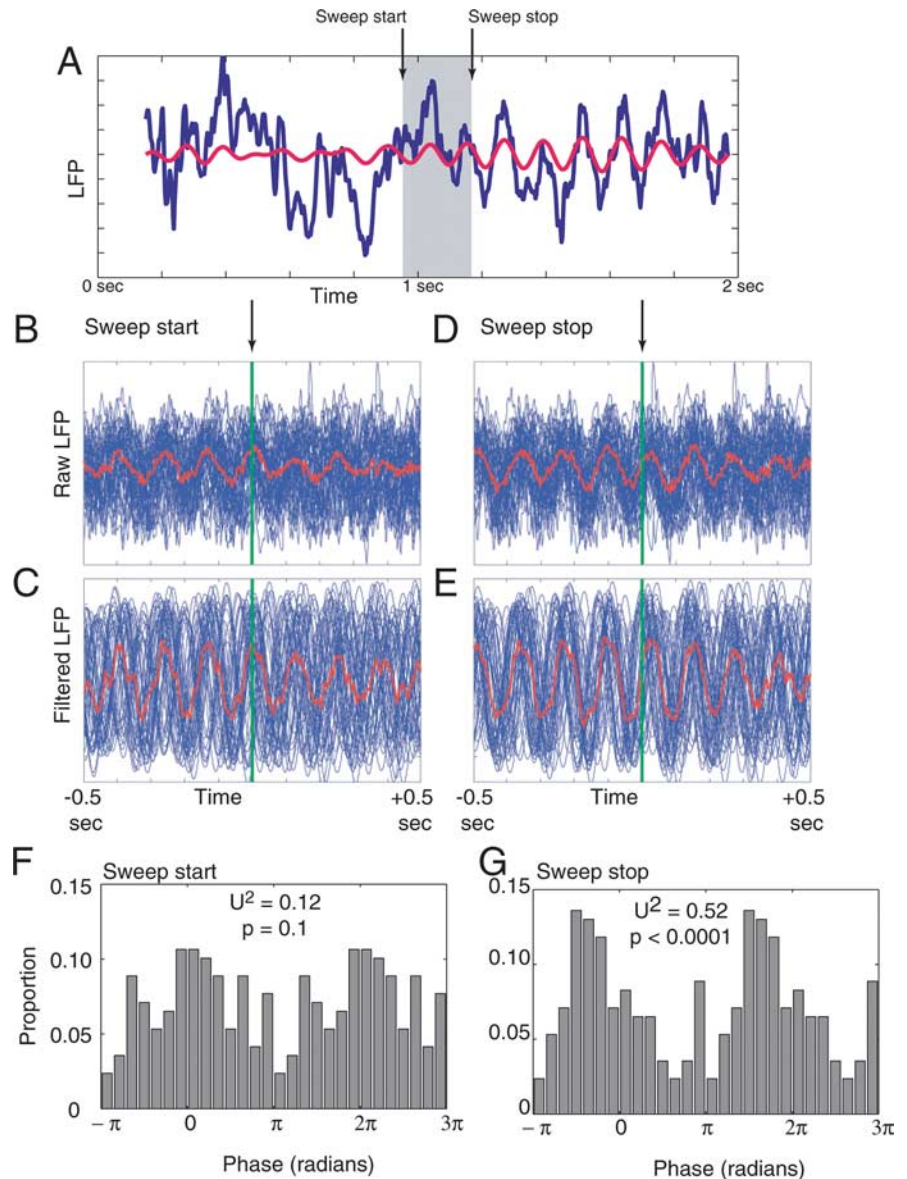 Sweep start
Sweep stop
A
LFP
0 sec
Time
1 sec
2 sec
B
Sweep start
D
Sweep stop
Raw LFP
C
E
Filtered LFP
-0.5 sec
Time
+0.5 sec
-0.5 sec
Time
+0.5 sec
F
Sweep start
0.15
0.10
0.05
0
U² = 0.12
p = 0.1
Proportion
−π
0
π
2π
3π
Phase (radians)
G
Sweep stop
0.15
0.10
0.05
0
U² = 0.52
p < 0.0001
−π
0
π
2π
3π
Phase (radians)